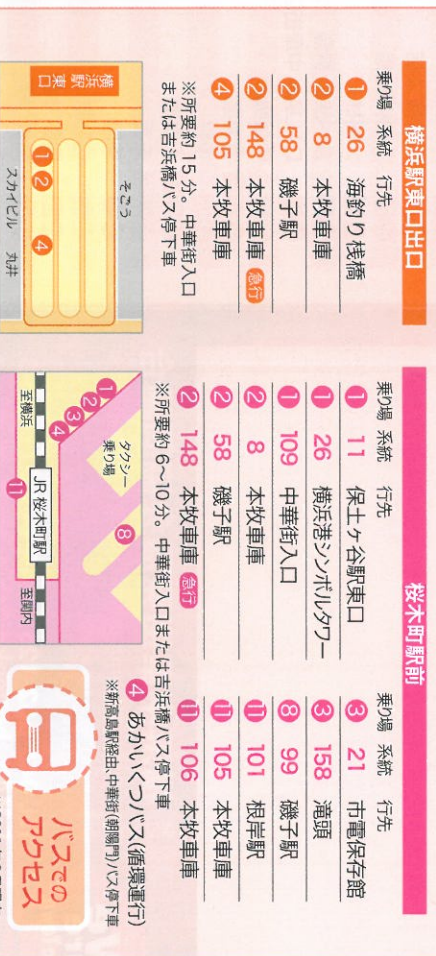 横浜駅東口出口
乗り場 系統 行先
1 26 海釣り桟橋
2 8 本牧車庫
2 58 磯子駅
2 148 本牧車庫 急行
4 105 本牧車庫
※所要約15分。中華街入口
または吉浜橋バス停下車
横浜駅東口
そごう
1 2 4
スカイビル 丸井
桜木町駅前
乗り場 系統 行先
1 11 保土ヶ谷駅東口
1 26 横浜港シンボルタワー
1 109 中華街入口
2 8 本牧車庫
2 58 磯子駅
2 148 本牧車庫 急行
乗り場 系統 行先
3 21 市電保存館
3 158 滝頭
8 99 磯子駅
11 101 根岸駅
11 105 本牧車庫
11 106 本牧車庫
※所要約6〜10分。中華街入口または吉浜橋バス停下車
4 あかいくつバス(循環運行)
※新高島駅経由、中華街(朝陽門)バス停下車
1 2 3 4
タクシー
乗り場
8
至横浜
JR 桜木町駅
至関内
11
バスでの
アクセス